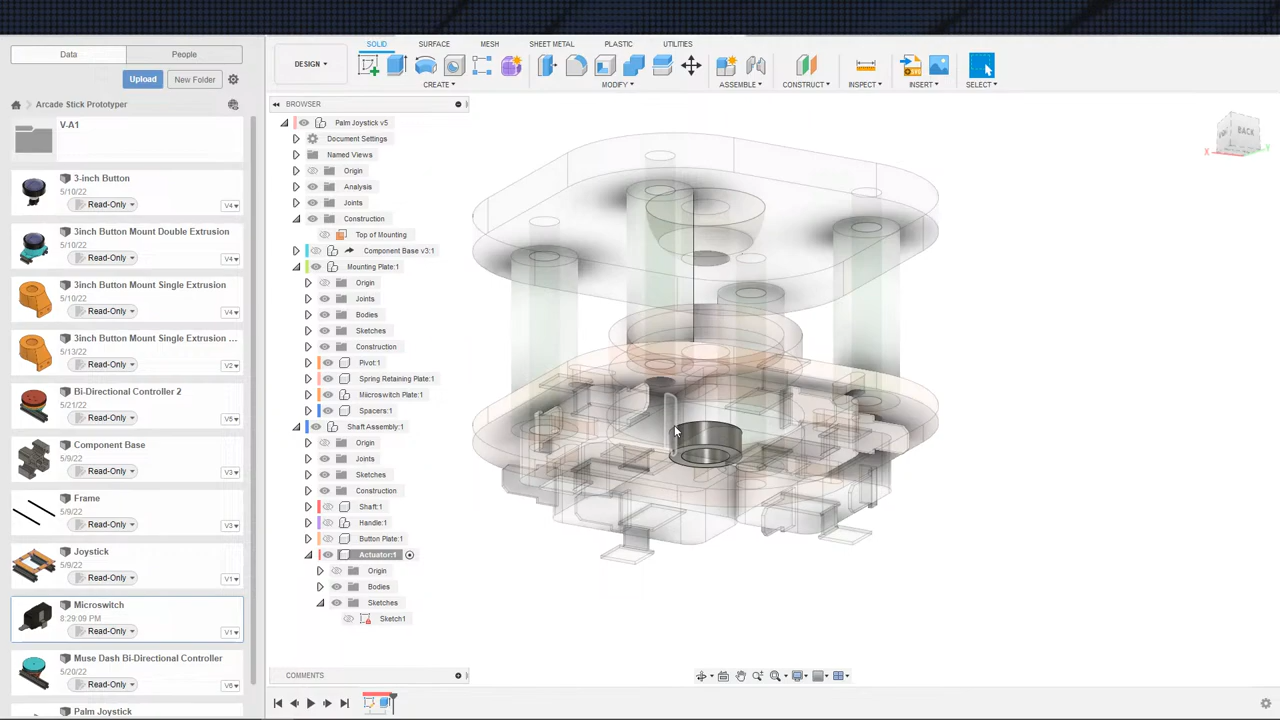 Data
People
Upload
New Folder
Arcade Stick Prototyper
V-A1
3-inch Button
5/10/22
Read-Only
V4
3inch Button Mount Double Extrusion
5/10/22
Read-Only
V4
3inch Button Mount Single Extrusion
5/10/22
Read-Only
V4
3inch Button Mount Single Extrusion ...
5/13/22
Read-Only
V2
Bi-Directional Controller 2
5/21/22
Read-Only
V6
Component Base
5/9/22
Read-Only
V3
Frame
5/9/22
Read-Only
V3
Joystick
5/9/22
Read-Only
V1
Microswitch
8:29:09 PM
Read-Only
V1
Muse Dash Bi-Directional Controller
5/20/22
Read-Only
V6
Palm Joystick
DESIGN
SOLID
SURFACE
MESH
SHEET METAL
PLASTIC
UTILITIES
CREATE
MODIFY
ASSEMBLE
CONSTRUCT
INSPECT
INSERT
SELECT
BROWSER
Palm Joystick v5
Document Settings
Named Views
Origin
Analysis
Joints
Construction
Top of Mounting
Component Base v3:1
Mounting Plate:1
Origin
Joints
Bodies
Sketches
Construction
Pivot:1
Spring Retaining Plate:1
Miicroswitch Plate:1
Spacers:1
Shaft Assembly:1
Origin
Joints
Sketches
Construction
Shaft:1
Handle:1
Button Plate:1
Actuator:1
Origin
Bodies
Sketches
Sketch1
BACK
X
Y
COMMENTS